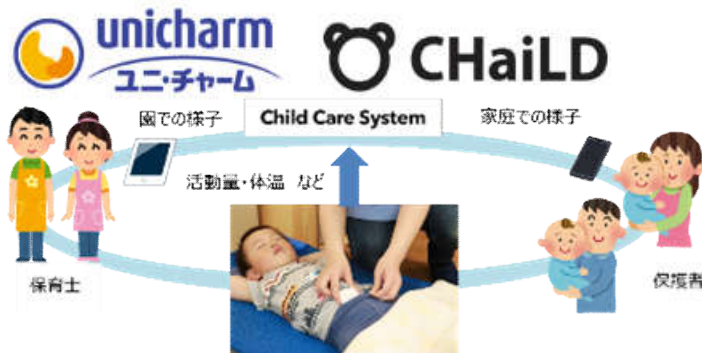 unicharm
ユニ・チャーム
CHaiLD
園での様子
Child Care System
家庭での様子
活動量・体温 など
保育士
保護者